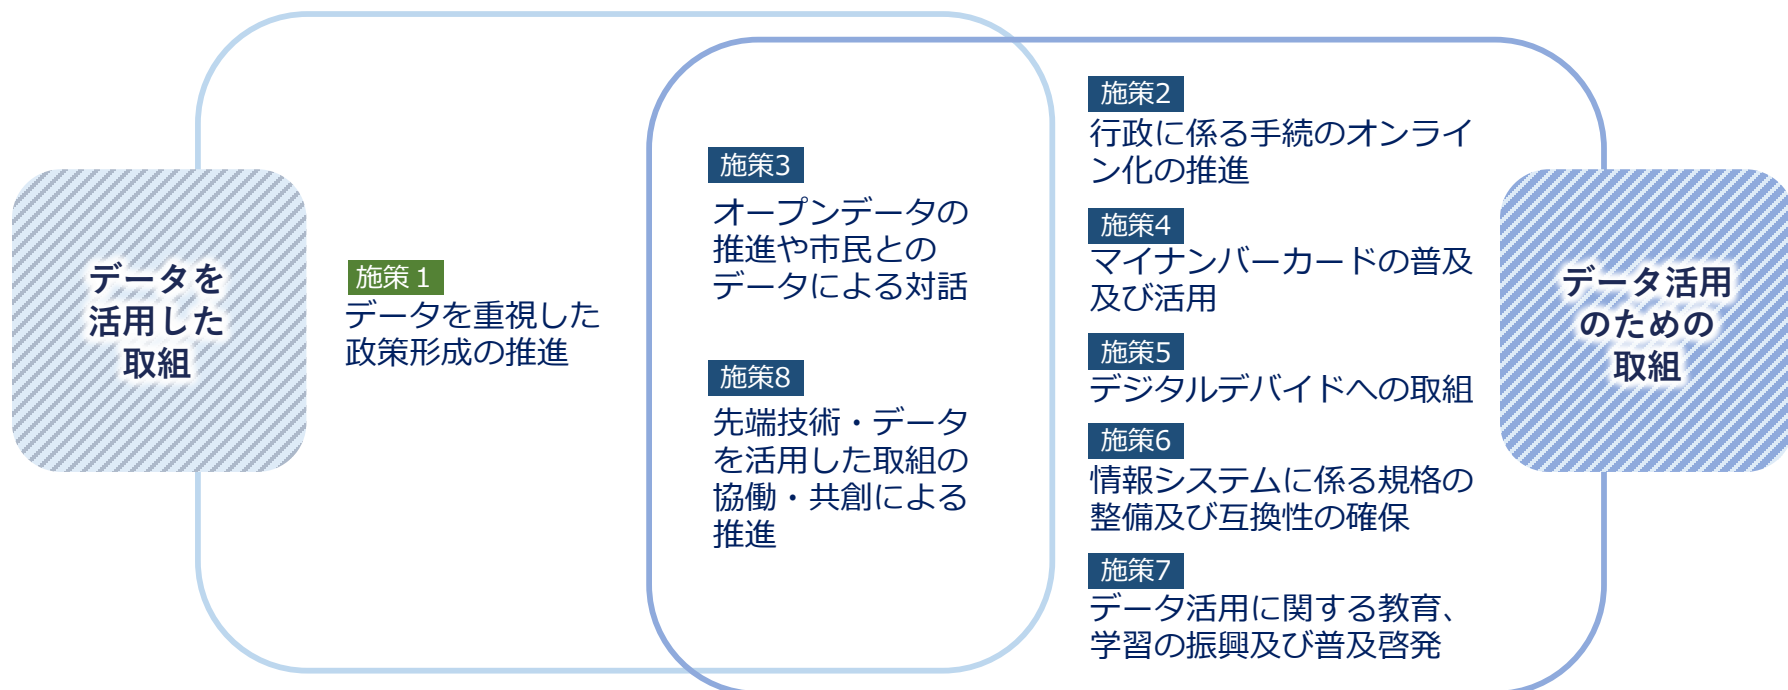 データを
活用した
取組
施策１
データを重視した
政策形成の推進
施策3
オープンデータの
推進や市民との
データによる対話
施策8
先端技術・データ
を活用した取組の
協働・共創による
推進
施策2
行政に係る手続のオンライ
ン化の推進
施策4
マイナンバーカードの普及
及び活用
施策5
デジタルデバイドへの取組
施策6
情報システムに係る規格の
整備及び互換性の確保
施策7
データ活用に関する教育、
学習の振興及び普及啓発
データ活用
のための
取組